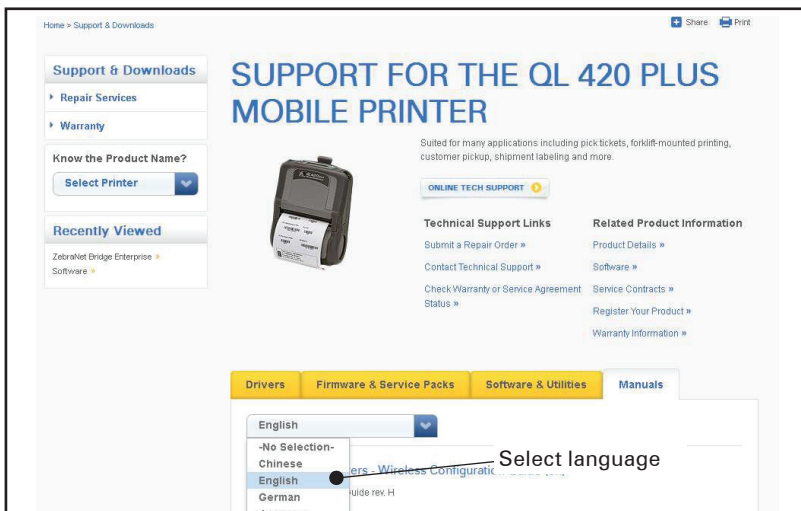 Home > Support & Downloads
Share Print
Support & Downloads
Repair Services
Warranty
Know the Product Name?
Select Printer
Recently Viewed
ZebraNet Bridge Enterprise »
Software »
SUPPORT FOR THE QL 420 PLUS
MOBILE PRINTER
Suited for many applications including pick tickets, forklift-mounted printing,
customer pickup, shipment labeling and more.
ONLINE TECH SUPPORT
Technical Support Links
Submit a Repair Order »
Contact Technical Support »
Check Warranty or Service Agreement
Status »
Related Product Information
Product Details »
Software »
Service Contracts »
Register Your Product »
Warranty Information »
Drivers Firmware & Service Packs Software & Utilities Manuals
English
-No Selection-
Chinese
English
German
ers - Wireless Configuration
Select language
uide rev. H